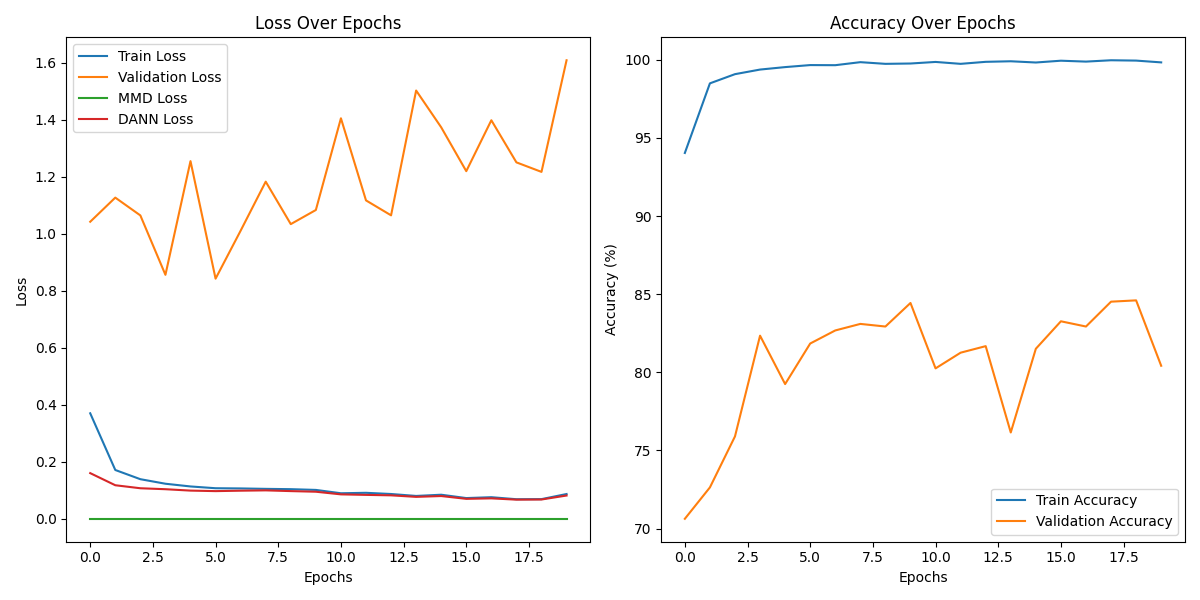 Loss Over Epochs
Train Loss
Validation Loss
MMD Loss
DANN Loss
1.6
1.4
1.2
1.0
0.8
0.6
0.4
0.2
0.0
Loss
0.0 2.5 5.0 7.5 10.0 12.5 15.0 17.5
Epochs
Accuracy Over Epochs
100
95
90
85
80
75
70
Accuracy (%)
Train Accuracy
Validation Accuracy
0.0 2.5 5.0 7.5 10.0 12.5 15.0 17.5
Epochs